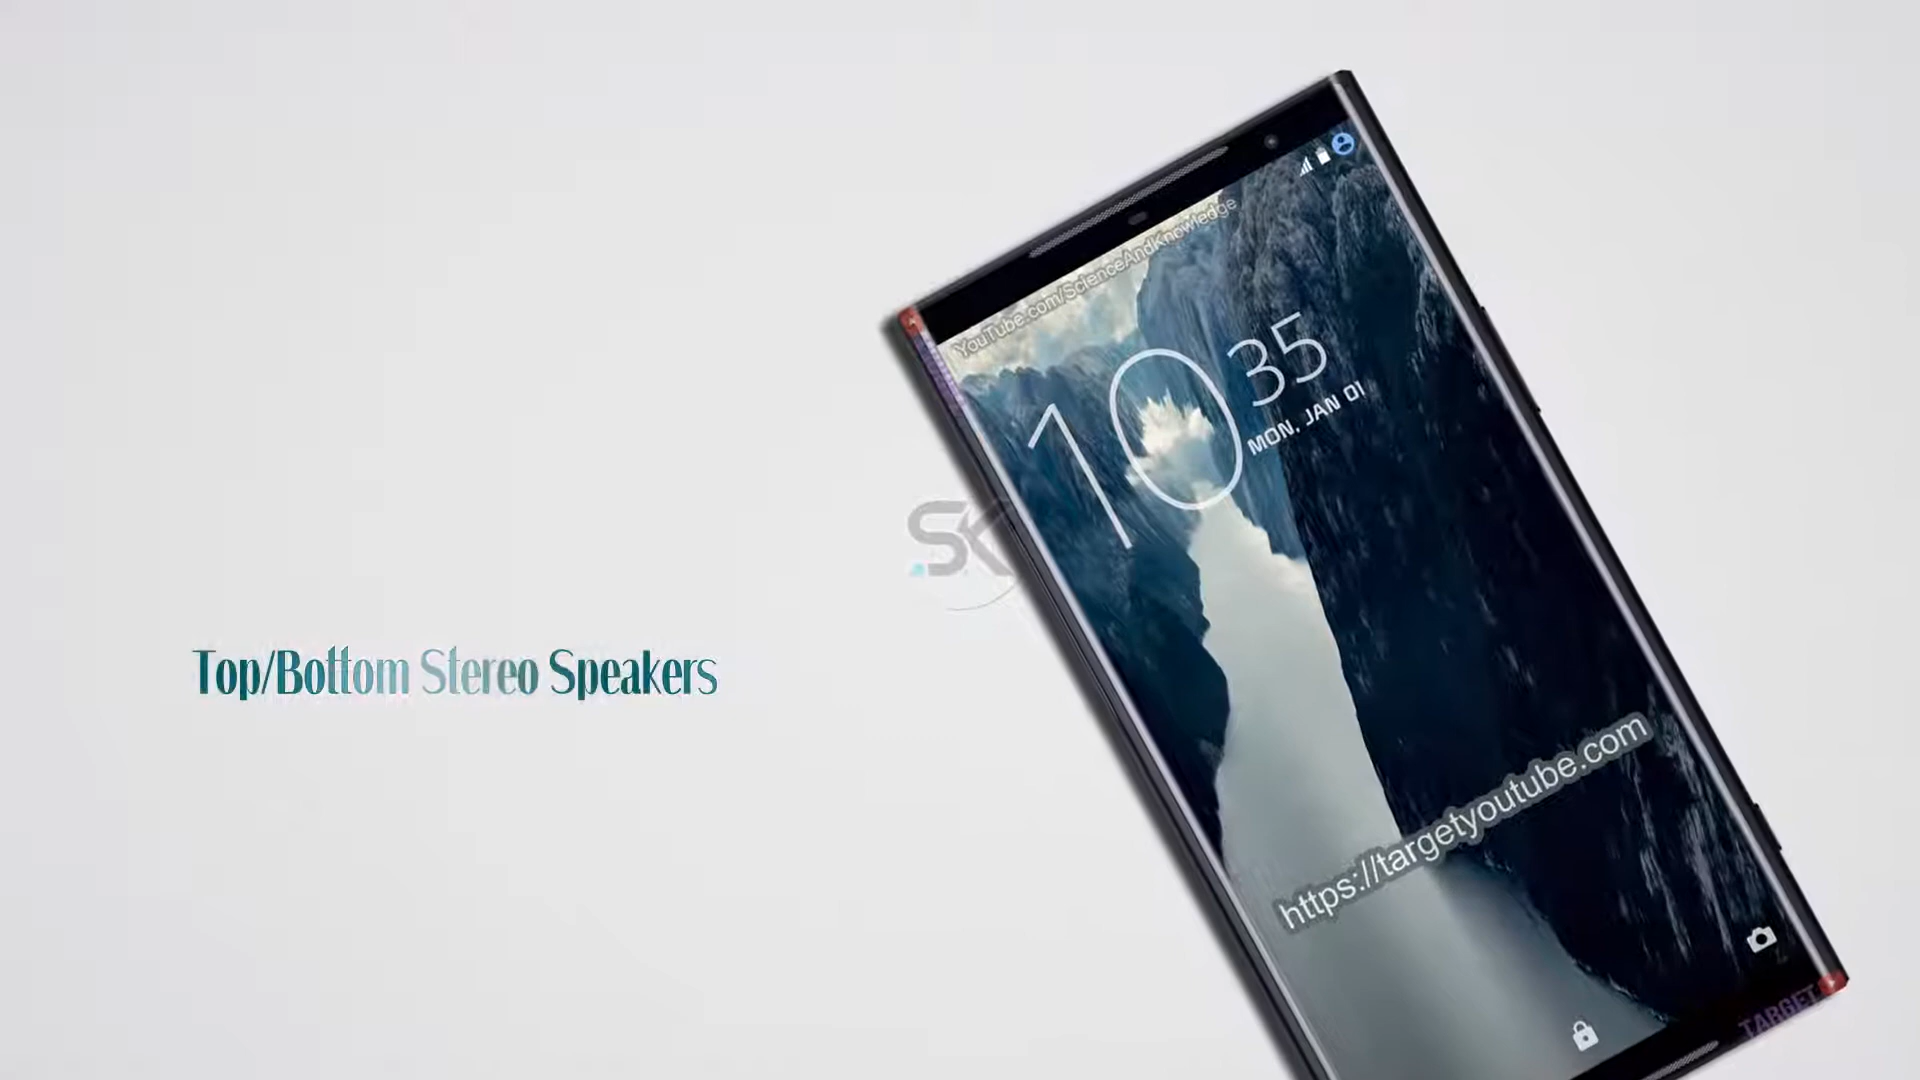 YouTube.com/ScienceAndKnowledge
10 35
MON, JAN 01
SK
Top/Bottom Stereo Speakers
https://targetyoutube.com
TARGET